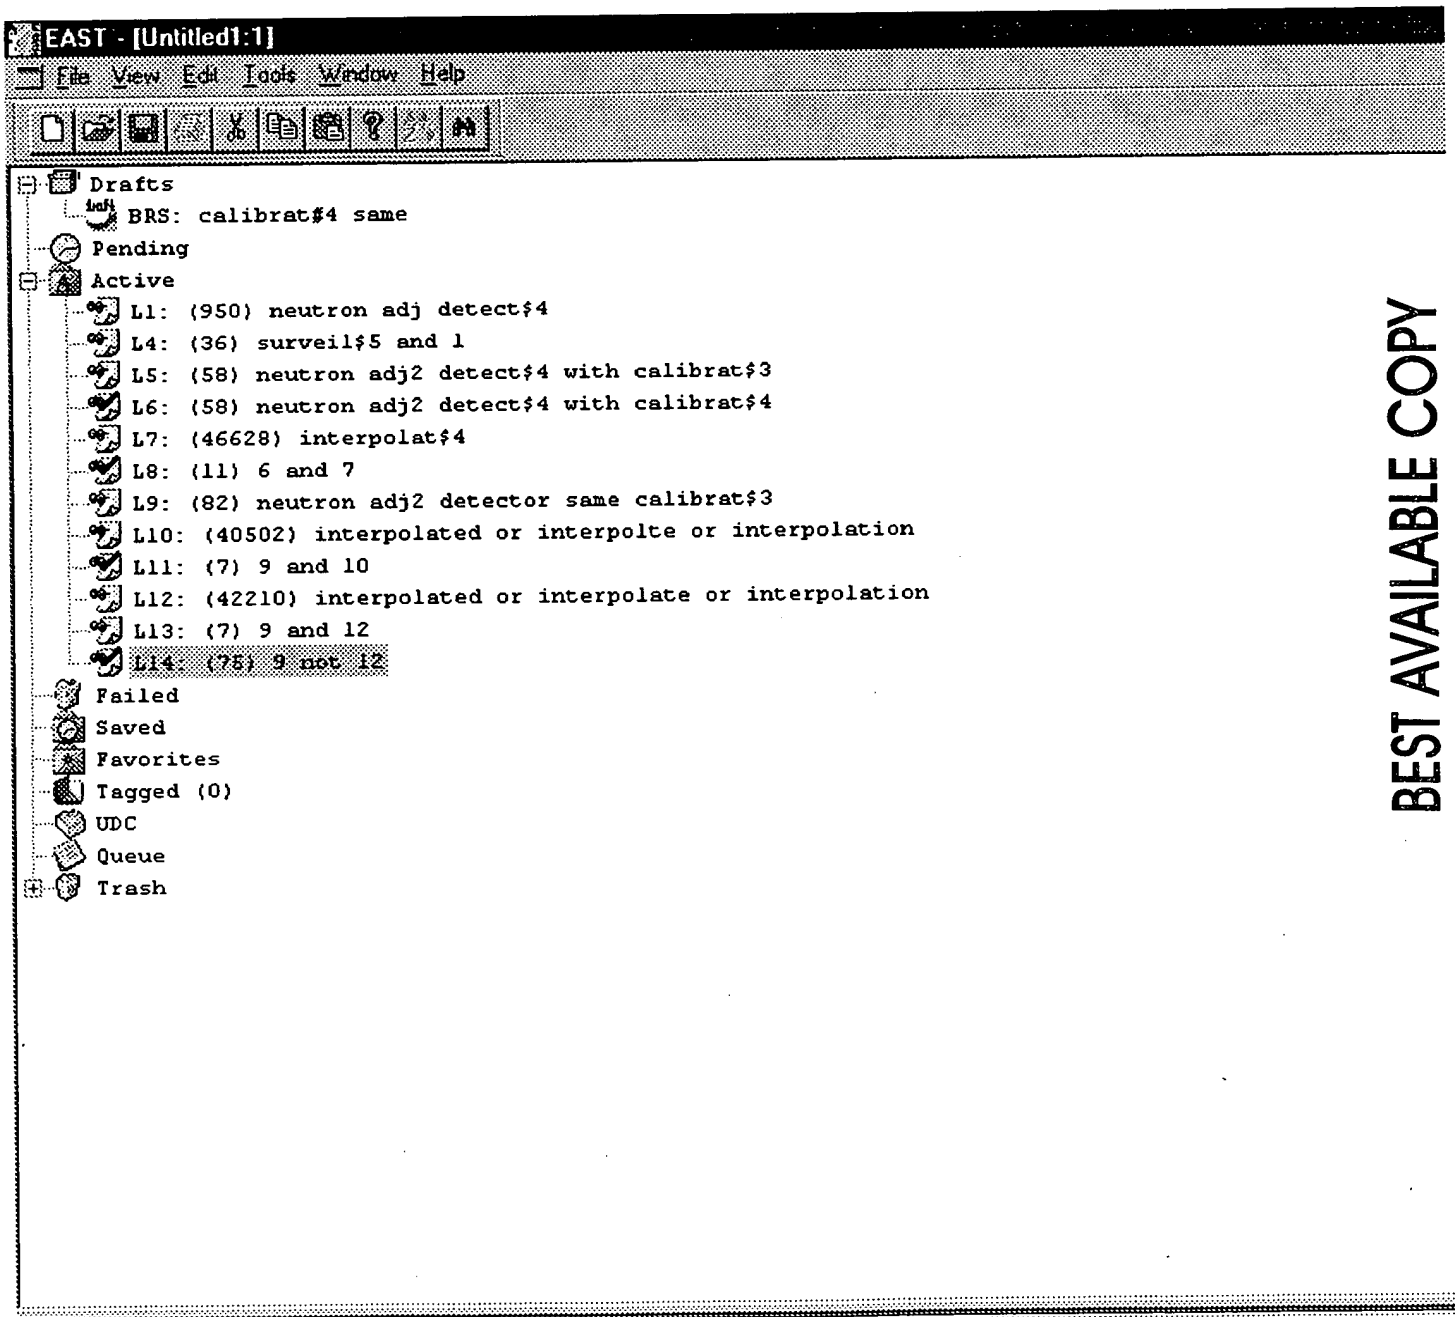 EAST - [Untitled1:1]
File View Edit Tools Window Help
Drafts
BRS: calibrat#4 same
Pending
Active
L1: (950) neutron adj detect$4
L4: (36) surveil$5 and 1
L5: (58) neutron adj2 detect$4 with calibrat$3
L6: (58) neutron adj2 detect$4 with calibrat$4
L7: (46628) interpolat$4
L8: (11) 6 and 7
L9: (82) neutron adj2 detector same calibrat$3
L10: (40502) interpolated or interpolte or interpolation
L11: (7) 9 and 10
L12: (42210) interpolated or interpolate or interpolation
L13: (7) 9 and 12
L14: (75) 9 not 12
Failed
Saved
Favorites
Tagged (0)
UDC
Queue
Trash
BEST AVAILABLE COPY